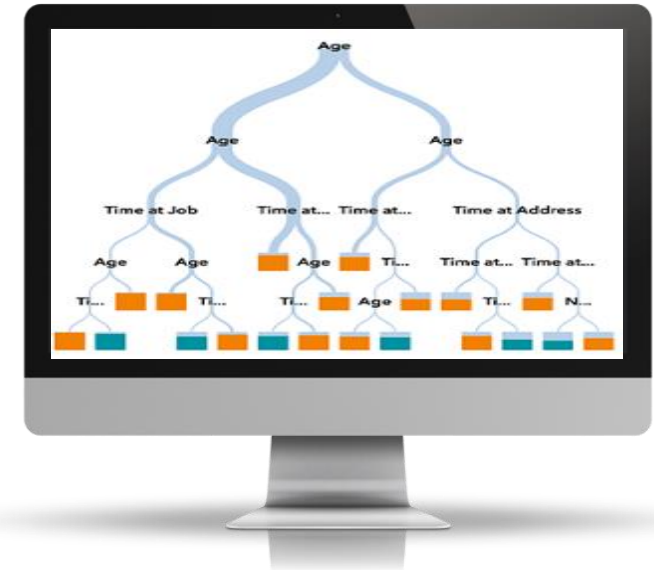 Age
Age Age
Time at Job Time at... Time at... Time at Address
Age Age Age Ti... Time at... Time at...
Ti... Ti... Ti... Age Ti... N...